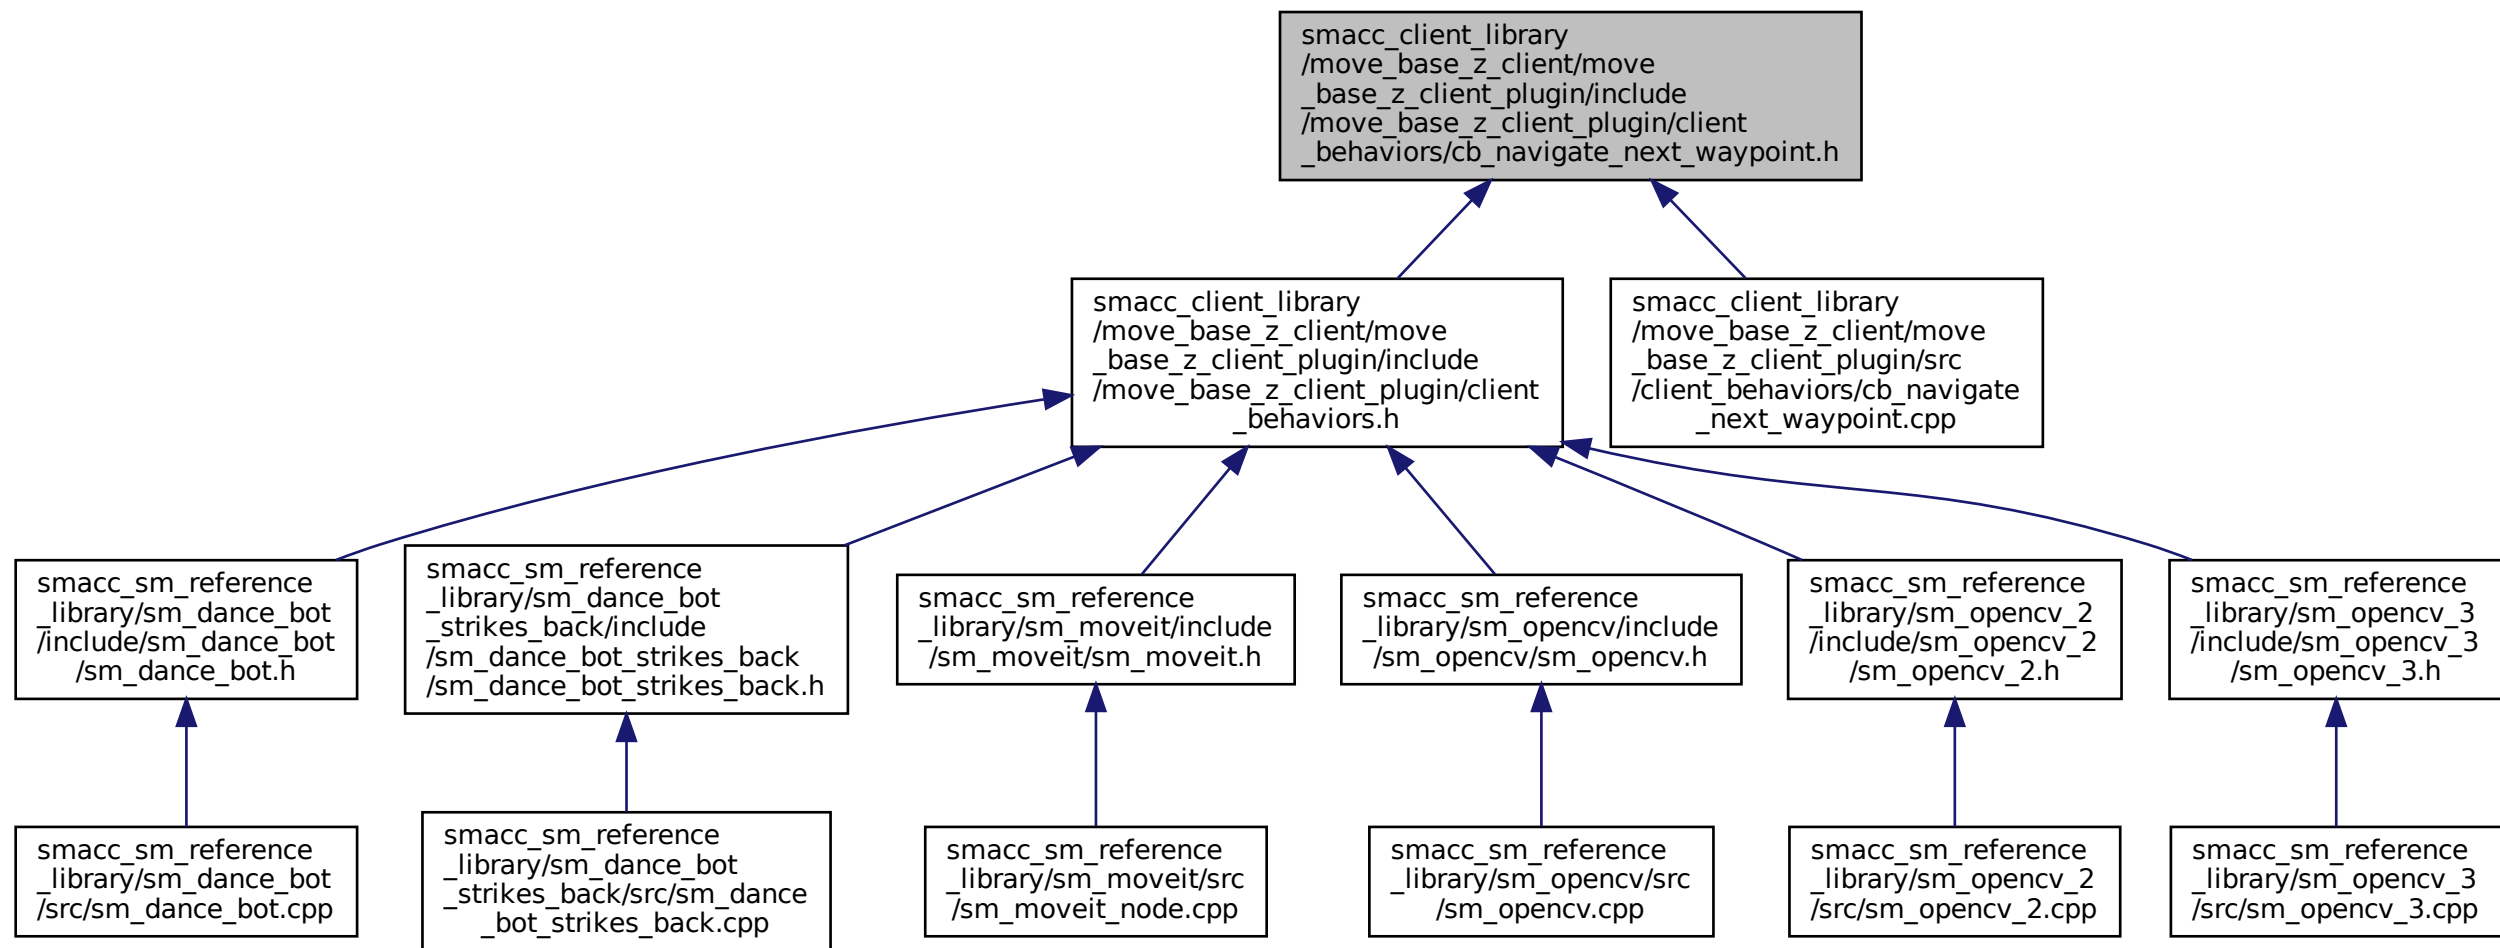 smacc_client_library
/move_base_z_client/move
_base_z_client_plugin/include
/move_base_z_client_plugin/client
_behaviors/cb_navigate_next_waypoint.h
smacc_client_library
/move_base_z_client/move
_base_z_client_plugin/include
/move_base_z_client_plugin/client
_behaviors.h
smacc_client_library
/move_base_z_client/move
_base_z_client_plugin/src
/client_behaviors/cb_navigate
_next_waypoint.cpp
smacc_sm_reference
_library/sm_dance_bot
/include/sm_dance_bot
/sm_dance_bot.h
smacc_sm_reference
_library/sm_dance_bot
_strikes_back/include
/sm_dance_bot_strikes_back
/sm_dance_bot_strikes_back.h
smacc_sm_reference
_library/sm_moveit/include
/sm_moveit/sm_moveit.h
smacc_sm_reference
_library/sm_opencv/include
/sm_opencv/sm_opencv.h
smacc_sm_reference
_library/sm_opencv_2
/include/sm_opencv_2
/sm_opencv_2.h
smacc_sm_reference
_library/sm_opencv_3
/include/sm_opencv_3
/sm_opencv_3.h
smacc_sm_reference
_library/sm_dance_bot
/src/sm_dance_bot.cpp
smacc_sm_reference
_library/sm_dance_bot
_strikes_back/src/sm_dance
_bot_strikes_back.cpp
smacc_sm_reference
_library/sm_moveit/src
/sm_moveit_node.cpp
smacc_sm_reference
_library/sm_opencv/src
/sm_opencv.cpp
smacc_sm_reference
_library/sm_opencv_2
/src/sm_opencv_2.cpp
smacc_sm_reference
_library/sm_opencv_3
/src/sm_opencv_3.cpp